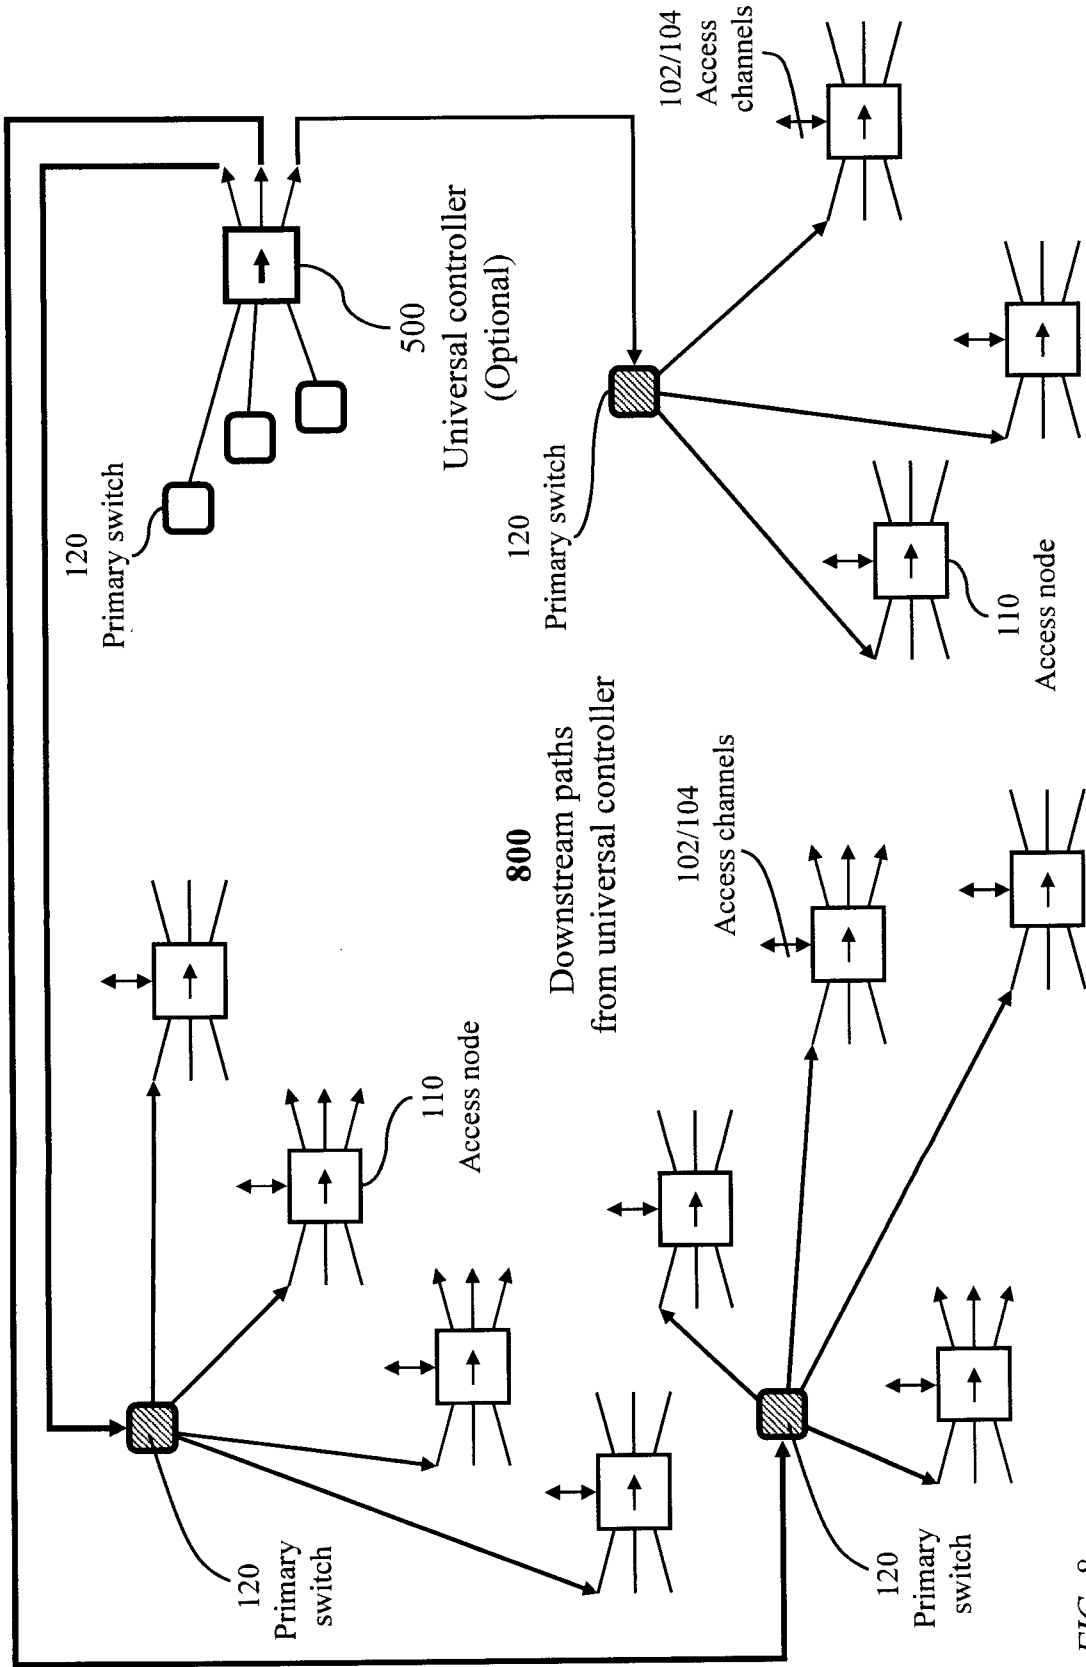 120
Primary switch
500
Universal controller
(Optional)
102/104
Access
channels
120
Primary switch
110
Access node
800
Downstream paths
from universal controller
102/104
Access channels
110
Access node
120
Primary
switch
120
Primary
switch
FIG. 8